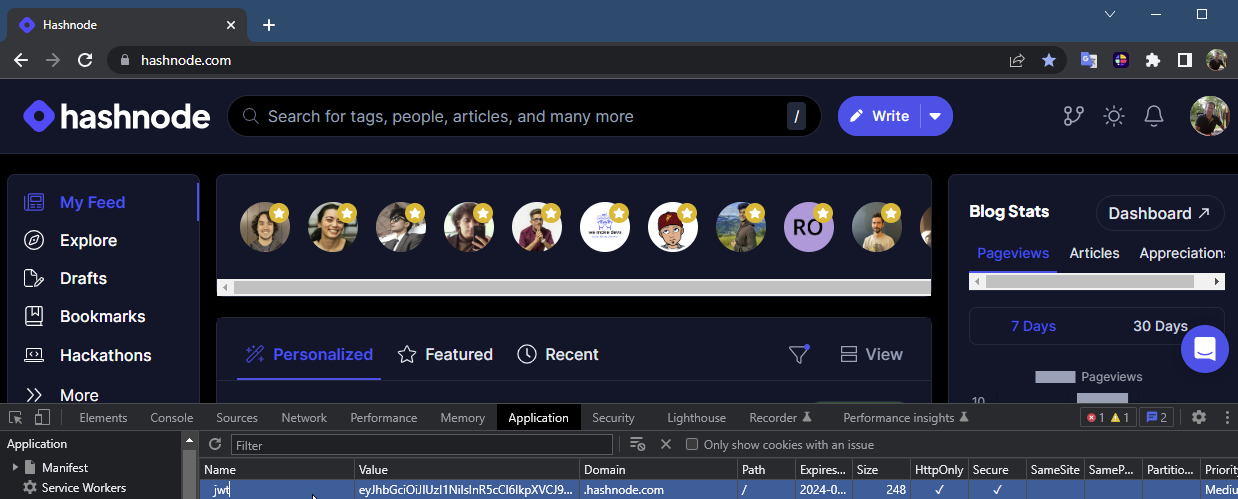 Hashnode
hashnode.com
hashnode
Search for tags, people, articles, and many more
/
Write
My Feed
Explore
Drafts
Bookmarks
Hackathons
More
we make devs
RO
Personalized
Featured
Recent
View
Blog Stats
Dashboard
Pageviews Articles Appreciations
7 Days 30 Days
Pageviews
10
Elements Console Sources Network Performance Memory Application Security Lighthouse Recorder Performance insights 1 1 2
Application
Manifest
Service Workers
Filter
Only show cookies with an issue
Name Value Domain Path Expires... Size HttpOnly Secure SameSite SameP... Partitio... Priority
jwt eyJhbGciOiJIUzI1NiIsInR5cCI6IkpXVCJ9... .hashnode.com / 2024-0... 248 ✓ ✓ Mediu